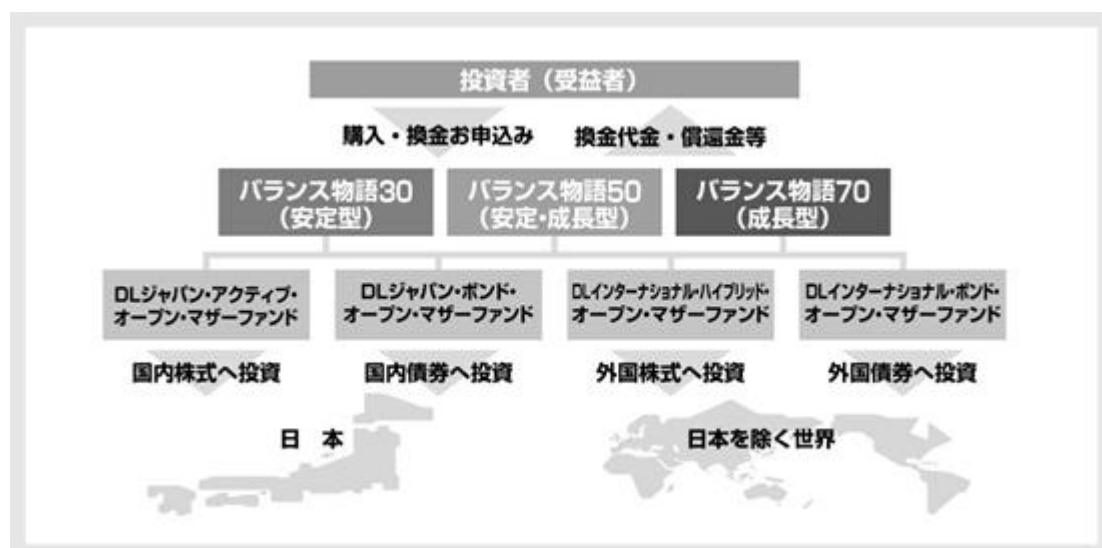 投資者（受益者）
購入・換金お申込み
換金代金・償還金等
バランス物語30
（安定型）
バランス物語50
（安定・成長型）
バランス物語70
（成長型）
DLジャパン・アクティブ・
オープン・マザーファンド
DLジャパン・ボンド・
オープン・マザーファンド
DLインターナショナル・ハイブリッド・
オープン・マザーファンド
DLインターナショナル・ボンド・
オープン・マザーファンド
国内株式へ投資
国内債券へ投資
外国株式へ投資
外国債券へ投資
日　本
日本を除く世界